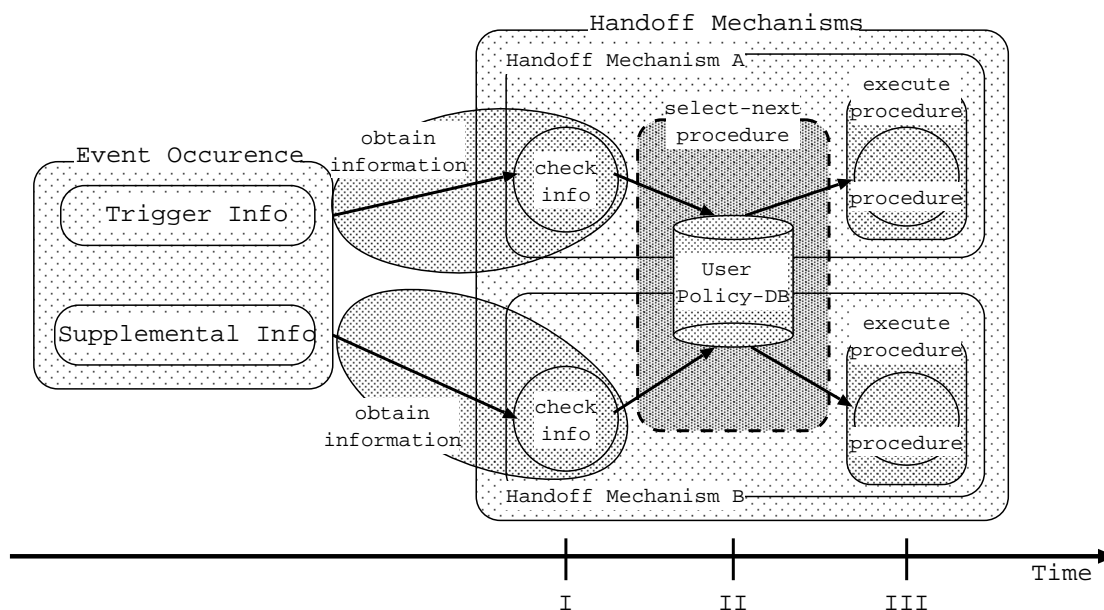 Handoff Mechanisms
Handoff Mechanism A
execute
procedure
select-next
procedure
obtain
information
Event Occurence
check
info
Trigger Info
procedure
User
Policy-DB
Supplemental Info
execute
procedure
obtain
information
check
info
procedure
Handoff Mechanism B
Time
I
II
III